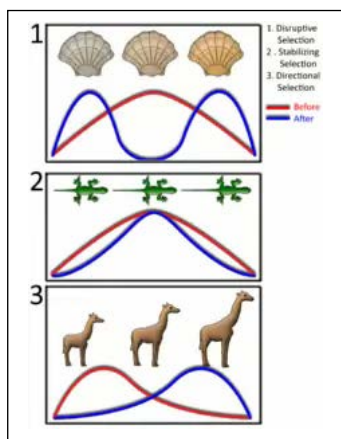 1
1. Disruptive
Selection
2. Stabilizing
Selection
3. Directional
Selection
Before
After
2
3